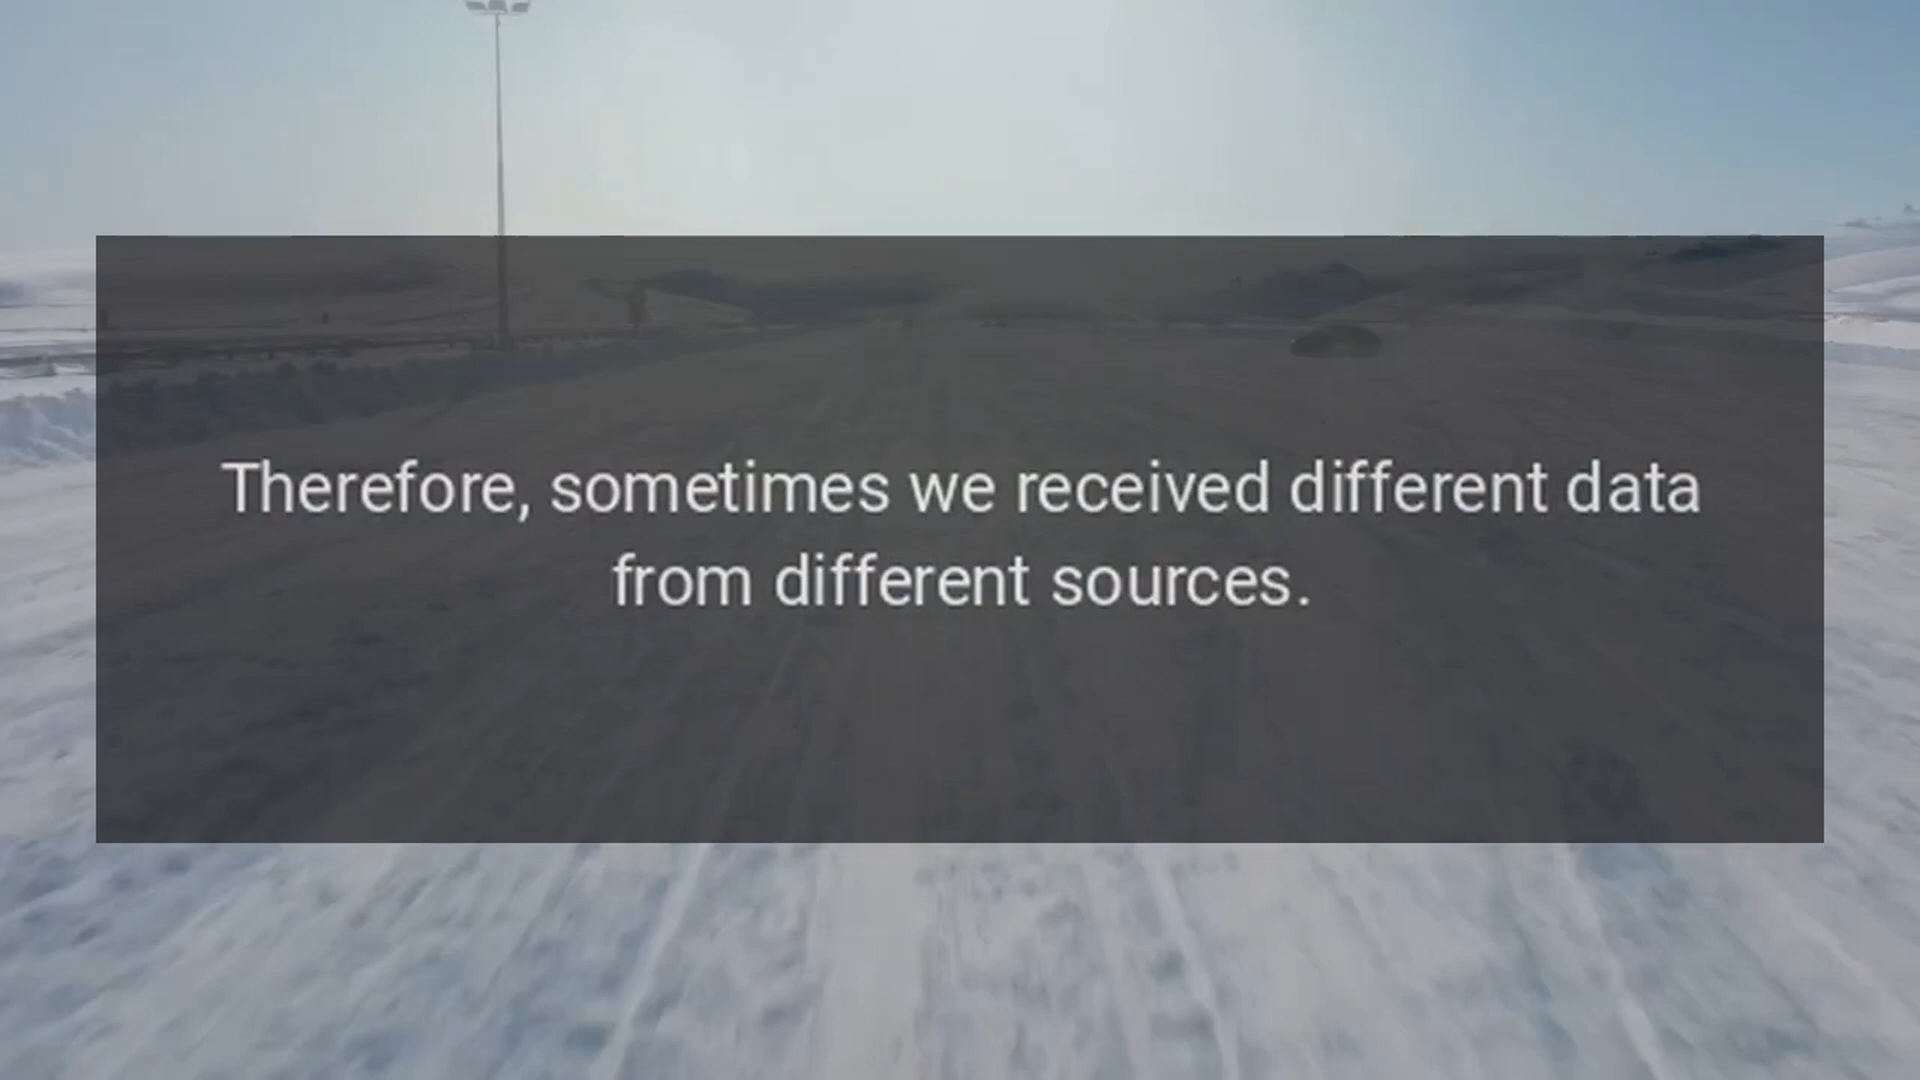 Therefore, sometimes we received different data
from different sources.